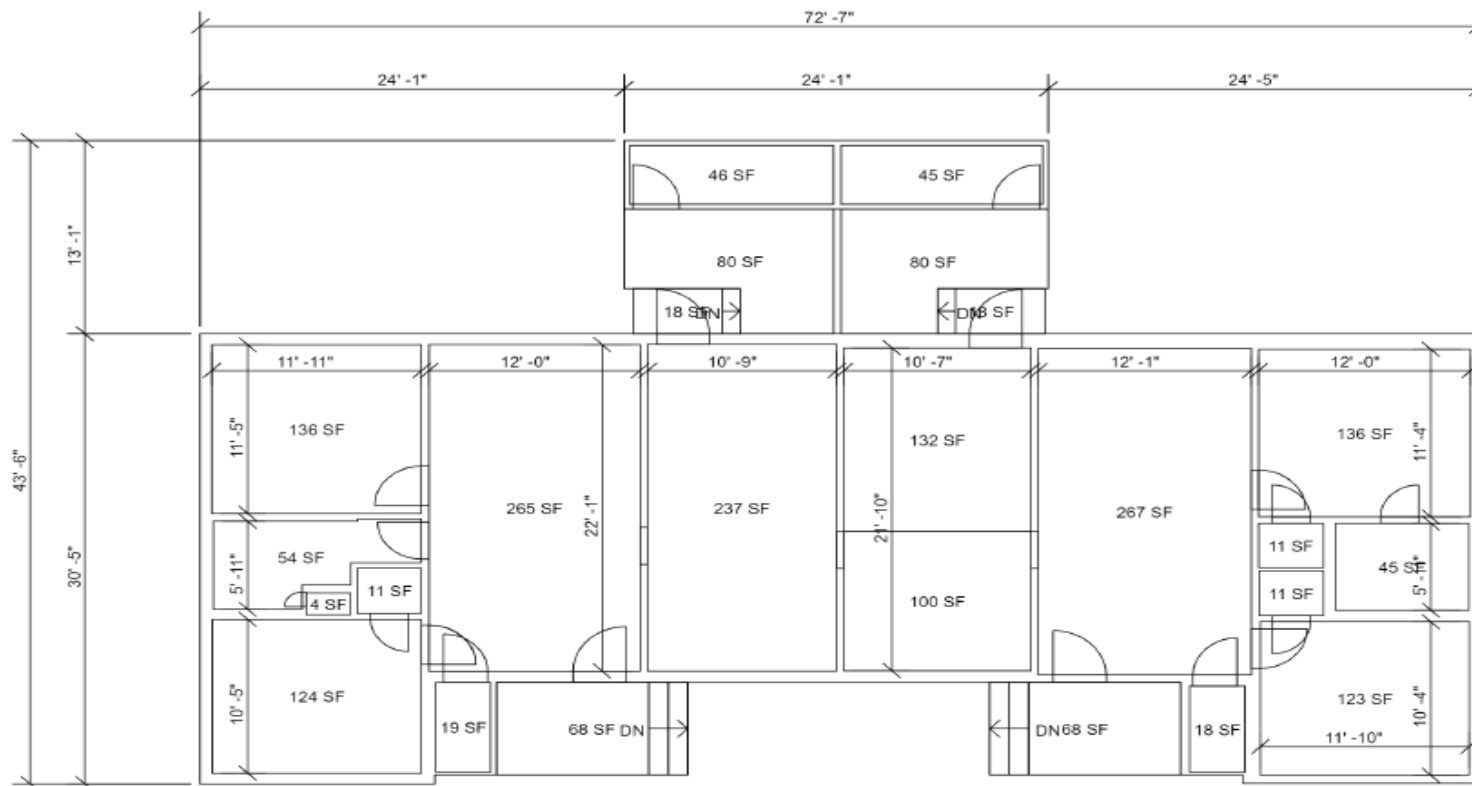 72' -7"
24' -1" 24' -1" 24' -5"
46 SF 45 SF
13' -1"
80 SF 80 SF
18 SF DN DN 18 SF
11' -11" 12' -0" 10' -9" 10' -7" 12' -1" 12' -0"
136 SF 11' -5" 132 SF 136 SF 11' -4"
43' -6"
265 SF 22' -1" 237 SF 21' -10" 267 SF
30' -5"
54 SF 5' -11" 11 SF 45 SF
4 SF 11 SF 100 SF 11 SF
124 SF 10' -5" 123 SF 10' -4"
19 SF 68 SF DN DN 68 SF 18 SF
11' -10"